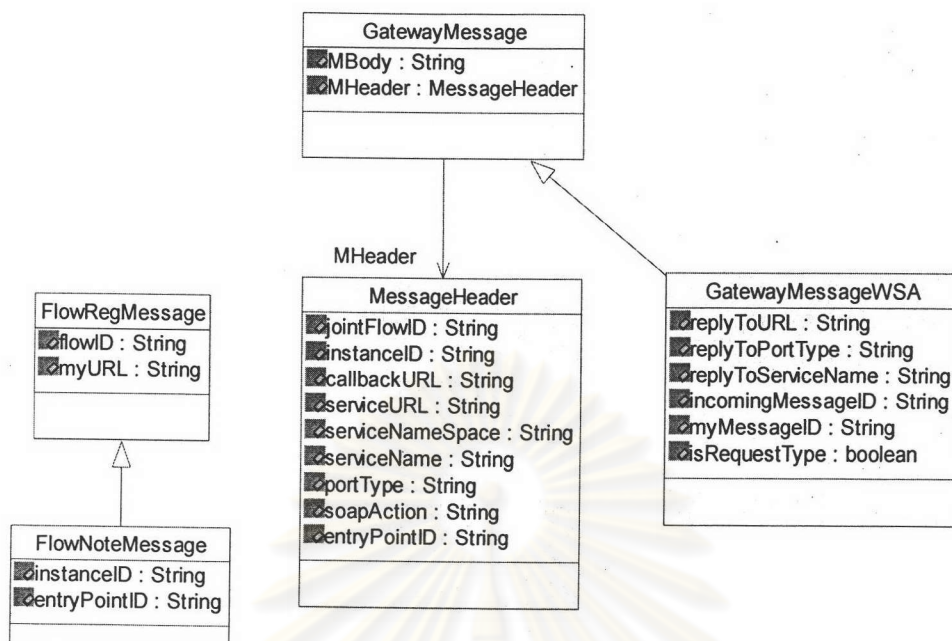 GatewayMessage
MBody : String
MHeader : MessageHeader
MHeader
MessageHeader
jointFlowID : String
instanceID : String
callbackURL : String
serviceURL : String
serviceNameSpace : String
serviceName : String
portType : String
soapAction : String
entryPointID : String
GatewayMessageWSA
replyToURL : String
replyToPortType : String
replyToServiceName : String
incomingMessageID : String
myMessageID : String
isRequestType : boolean
FlowRegMessage
flowID : String
myURL : String
FlowNoteMessage
instanceID : String
entryPointID : String